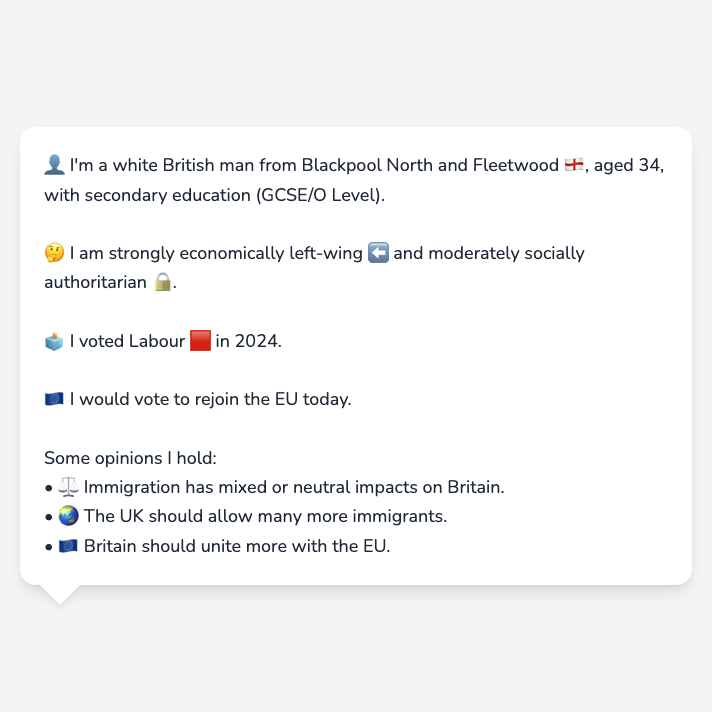 👤 I'm a white British man from Blackpool North and Fleetwood 🏴󠁧󠁢󠁥󠁮󠁧󠁿, aged 34,
with secondary education (GCSE/O Level).
🤔 I am strongly economically left-wing ⬅️ and moderately socially
authoritarian 🔒.
🗳️ I voted Labour 🟥 in 2024.
🇪🇺 I would vote to rejoin the EU today.
Some opinions I hold:
• ⚖️ Immigration has mixed or neutral impacts on Britain.
• 🌏 The UK should allow many more immigrants.
• 🇪🇺 Britain should unite more with the EU.